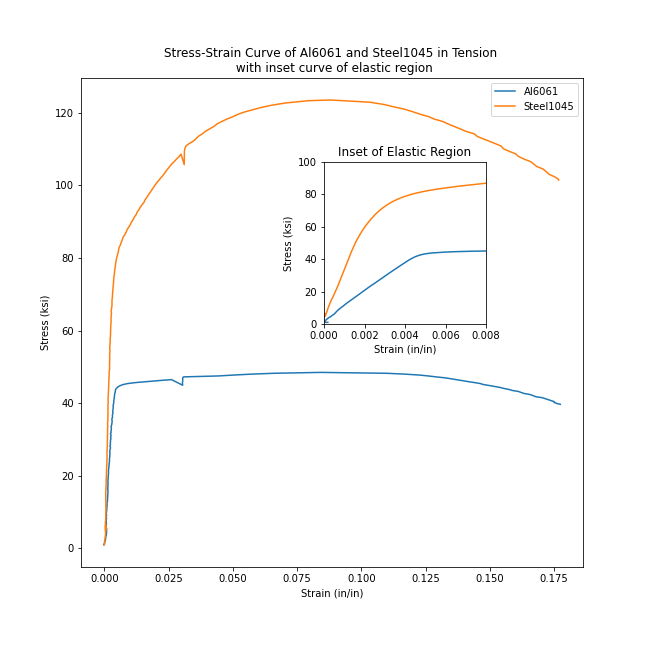 Stress-Strain Curve of Al6061 and Steel1045 in Tension
with inset curve of elastic region
Al6061
Steel1045
120
100
80
60
40
20
0
Stress (ksi)
Inset of Elastic Region
100
80
60
40
20
0
Stress (ksi)
0.000 0.002 0.004 0.006 0.008
Strain (in/in)
0.000 0.025 0.050 0.075 0.100 0.125 0.150 0.175
Strain (in/in)